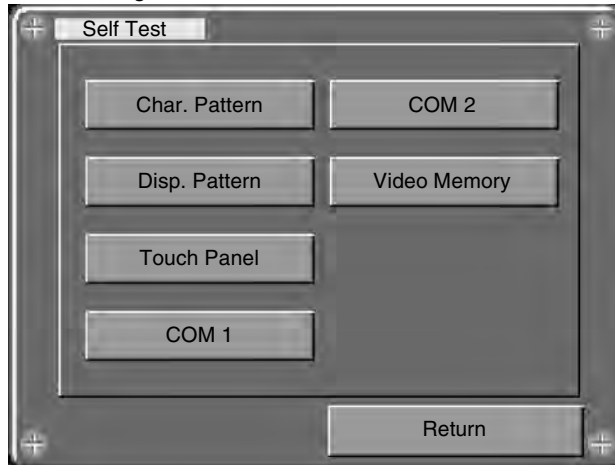 Self Test
Char. Pattern
COM 2
Disp. Pattern
Video Memory
Touch Panel
COM 1
Return